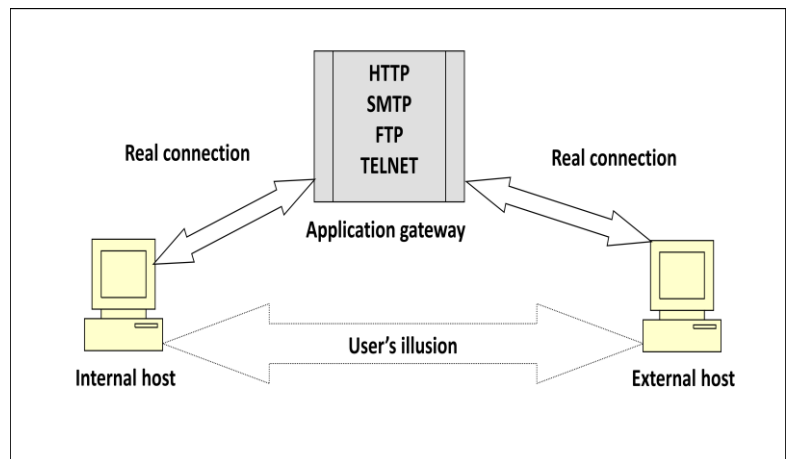 HTTP
SMTP
FTP
TELNET
Real connection
Real connection
Application gateway
User's illusion
Internal host
External host